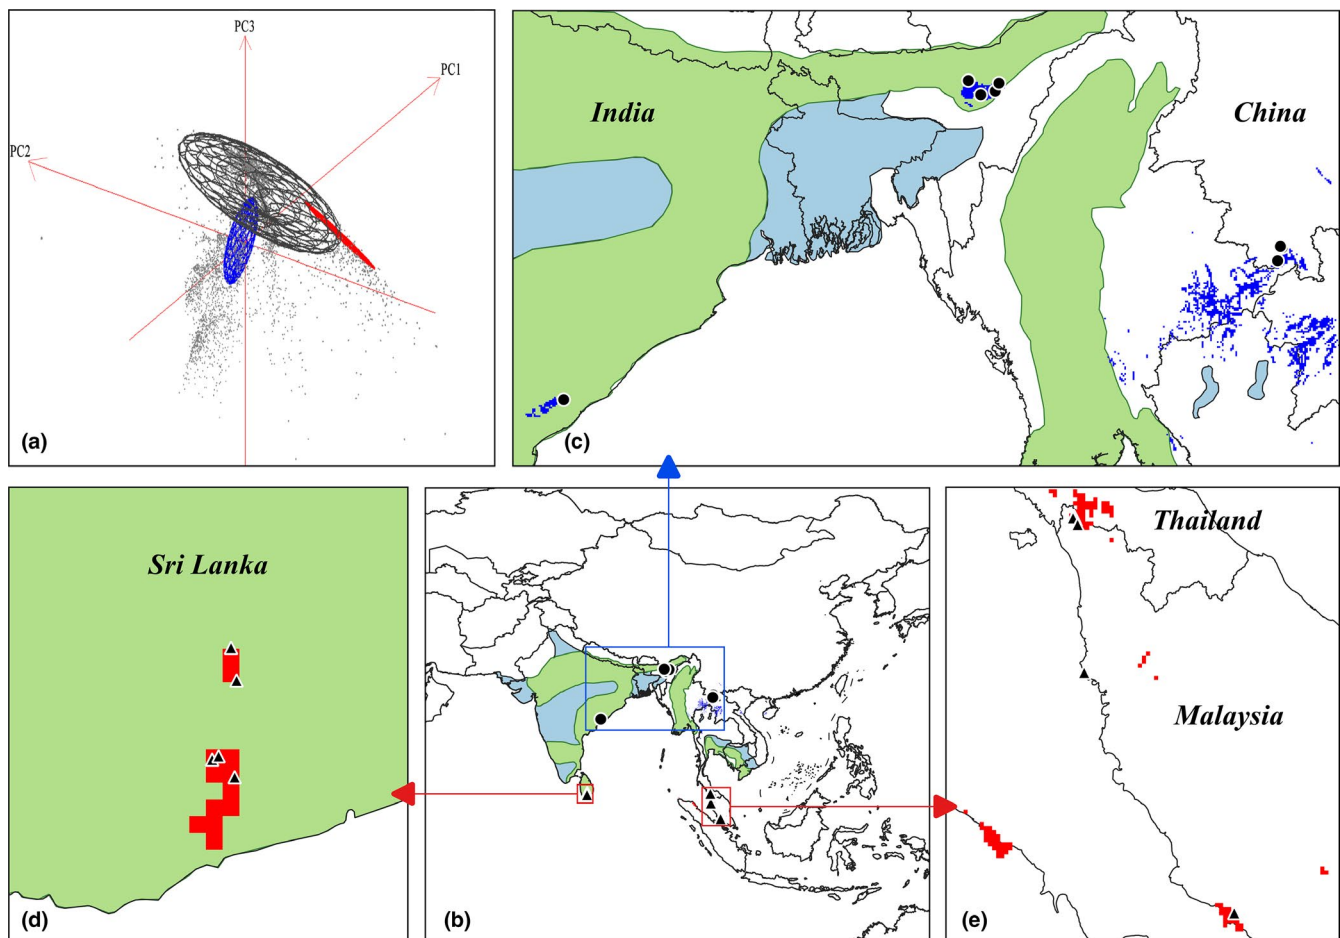 PC3
PC1
PC2
(a)
India
China
(c)
Sri Lanka
(d)
(b)
Thailand
Malaysia
(e)